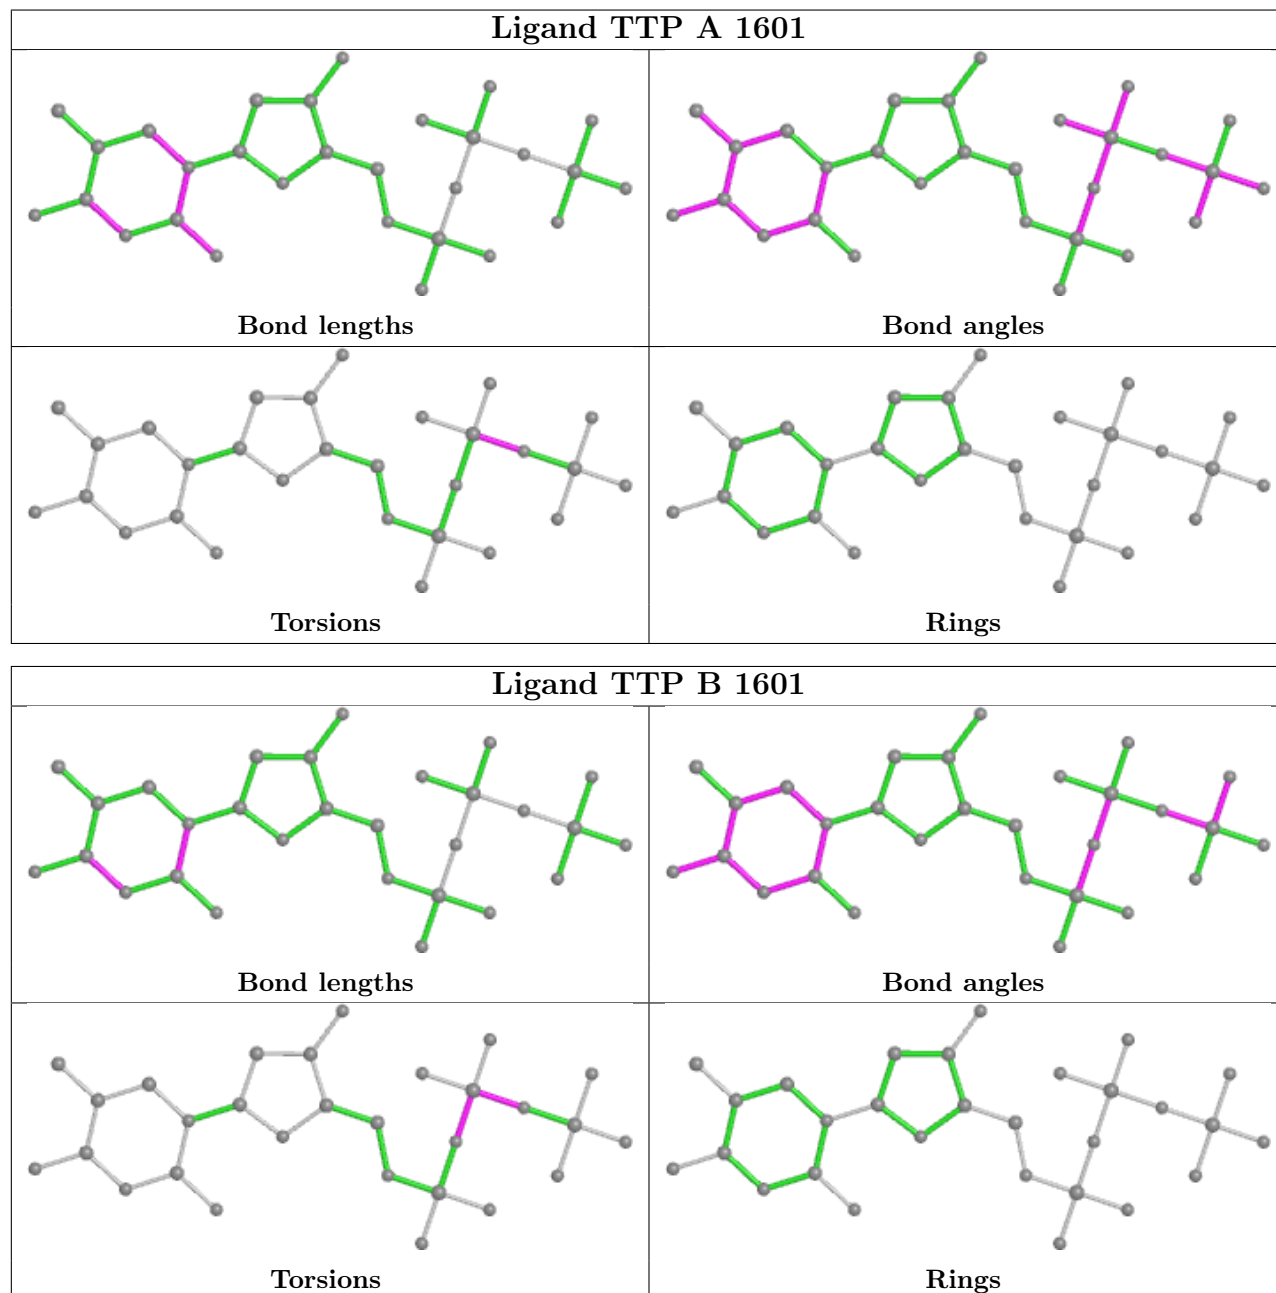 Ligand TTP A 1601
Bond lengths
Bond angles
Torsions
Rings
Ligand TTP B 1601
Bond lengths
Bond angles
Torsions
Rings